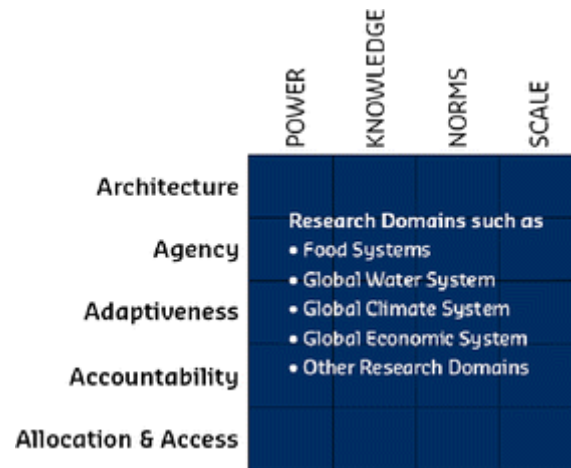 POWER
KNOWLEDGE
NORMS
SCALE
Architecture
Agency
Adaptiveness
Accountability
Allocation & Access
Research Domains such as
• Food Systems
• Global Water System
• Global Climate System
• Global Economic System
• Other Research Domains